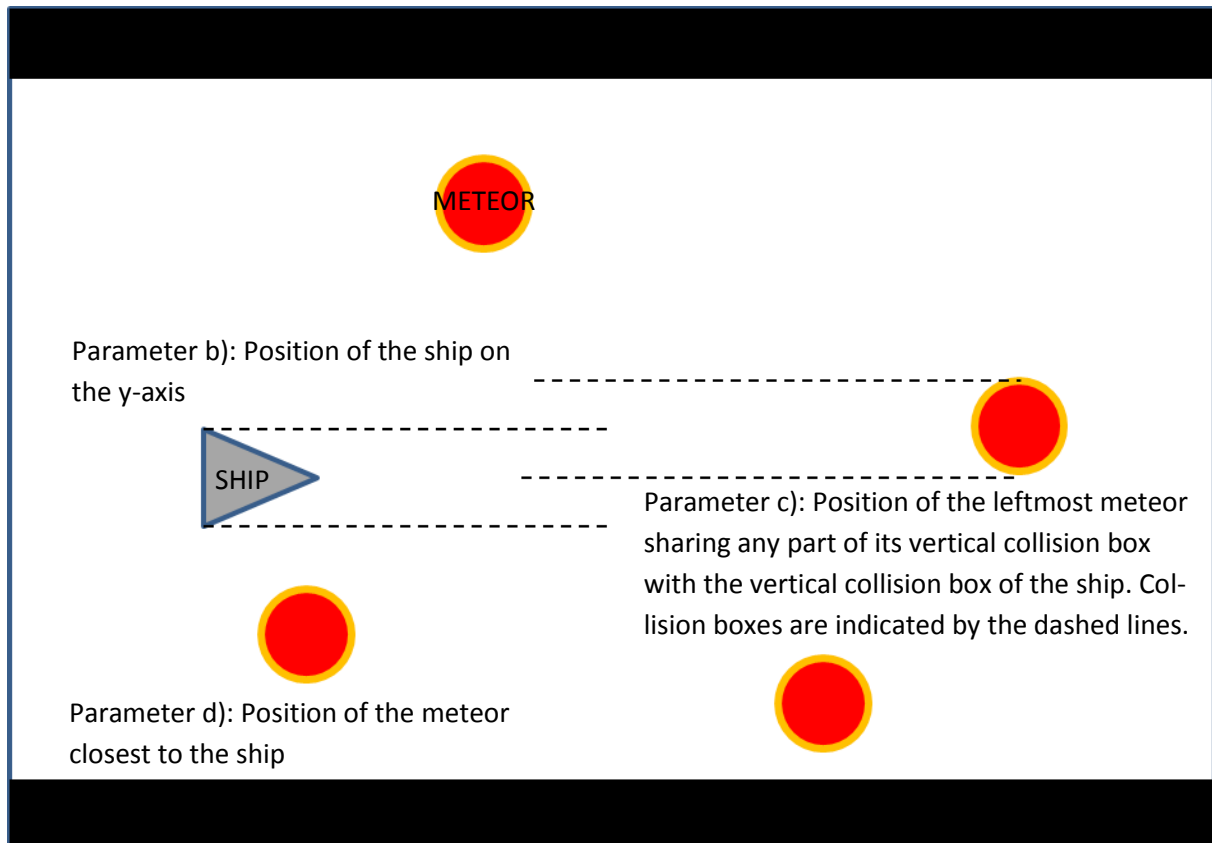 METEOR
Parameter b): Position of the ship on
the y-axis
SHIP
Parameter c): Position of the leftmost meteor
sharing any part of its vertical collision box
with the vertical collision box of the ship. Col-
lision boxes are indicated by the dashed lines.
Parameter d): Position of the meteor
closest to the ship